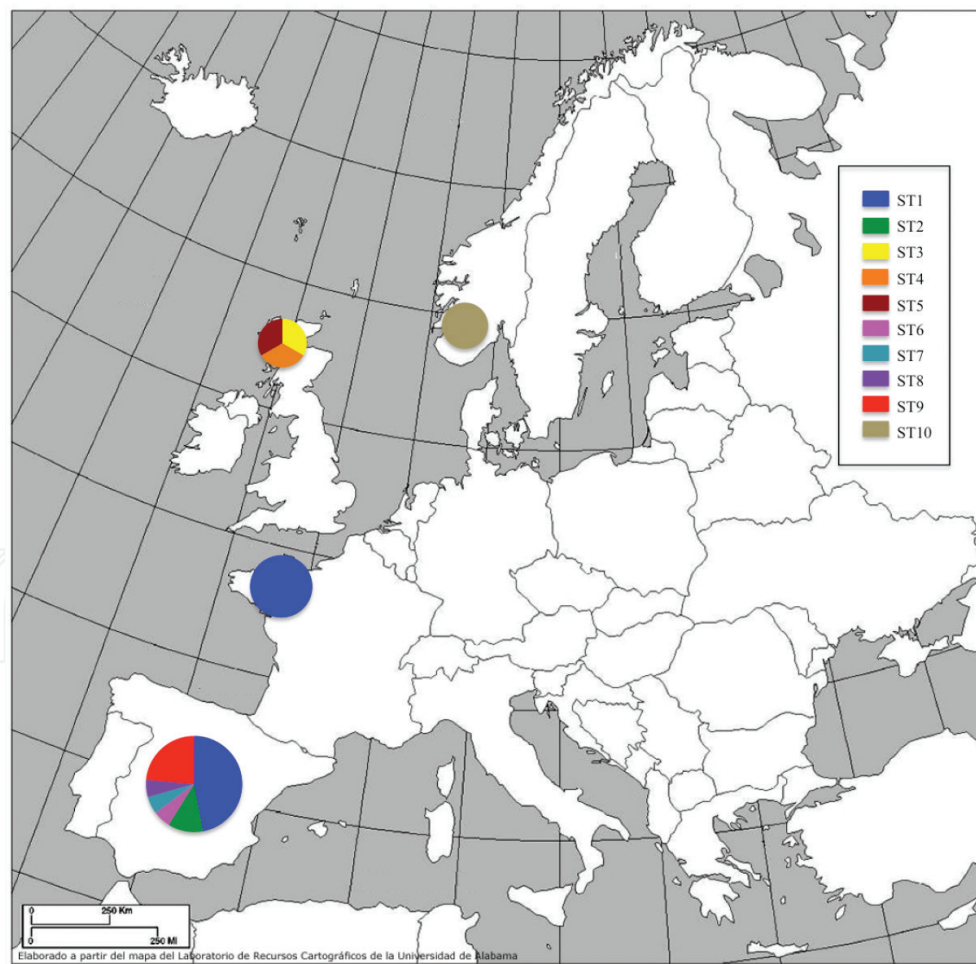 ST1
ST2
ST3
ST4
ST5
ST6
ST7
ST8
ST9
ST10
0 250 Km
0 250 Mi
Elaborado a partir del mapa del Laboratorio de Recursos Cartográficos de la Universidad de Alabama